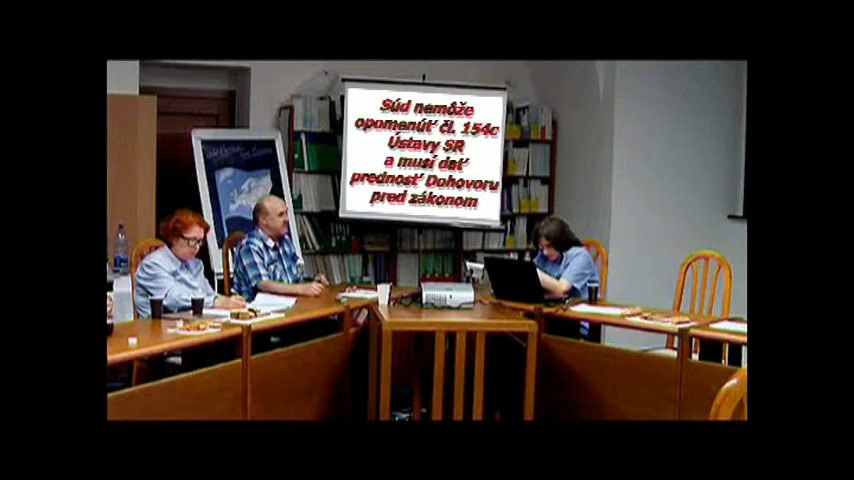 Súd nemôže
opomenúť čl. 154c
Ústavy SR
a musí dať
prednosť Dohovoru
pred zákonom